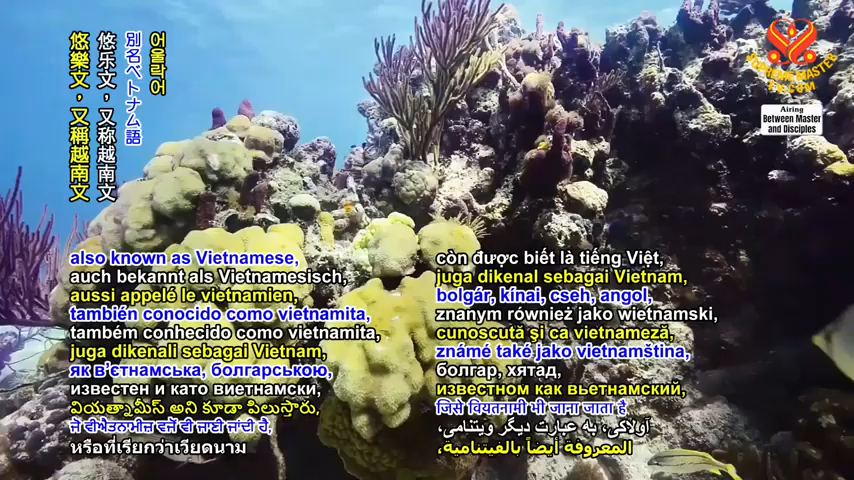 어울락어
別名ベトナム語
悠乐文，又称越南文
悠樂文，又稱越南文
SUPREME MASTER
TV.COM
Airing
Between Master
and Disciples
also known as Vietnamese,
auch bekannt als Vietnamesisch,
aussi appelé le vietnamien,
también conocido como vietnamita,
também conhecido como vietnamita,
juga dikenali sebagai Vietnam,
як в’єтнамська, болгарською,
известен и като виетнамски,
వియత్నామీస్ అని కూడా పిలుస్తారు,
ਜੋ ਵੀਐਤਨਾਮੀਜ਼ ਵਜੋਂ ਵੀ ਜਾਣੀ ਜਾਂਦੀ ਹੈ,
หรือที่เรียกว่าเวียดนาม
còn được biết là tiếng Việt,
juga dikenal sebagai Vietnam,
bolgár, kínai, cseh, angol,
znanym również jako wietnamski,
cunoscută şi ca vietnameză,
známé také jako vietnamština,
болгар, хятад,
известном как вьетнамский,
जिसे वियतनामी भी जाना जाता है
آولاکی، به عبارت دیگر ویتنامی،
المعروفة أيضاً بالفيتنامية،